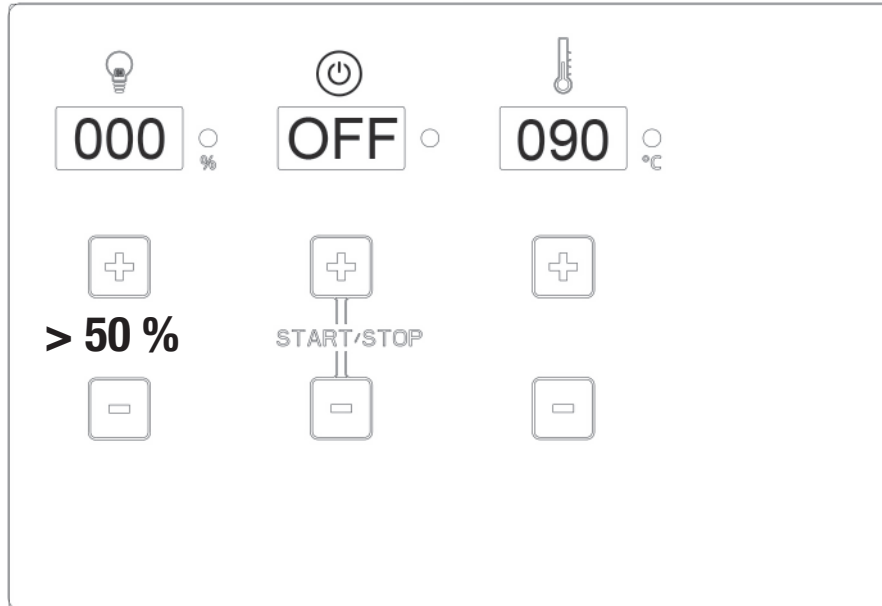 000 OFF 090
% °C
+ + +
> 50 %
START/STOP
- - -